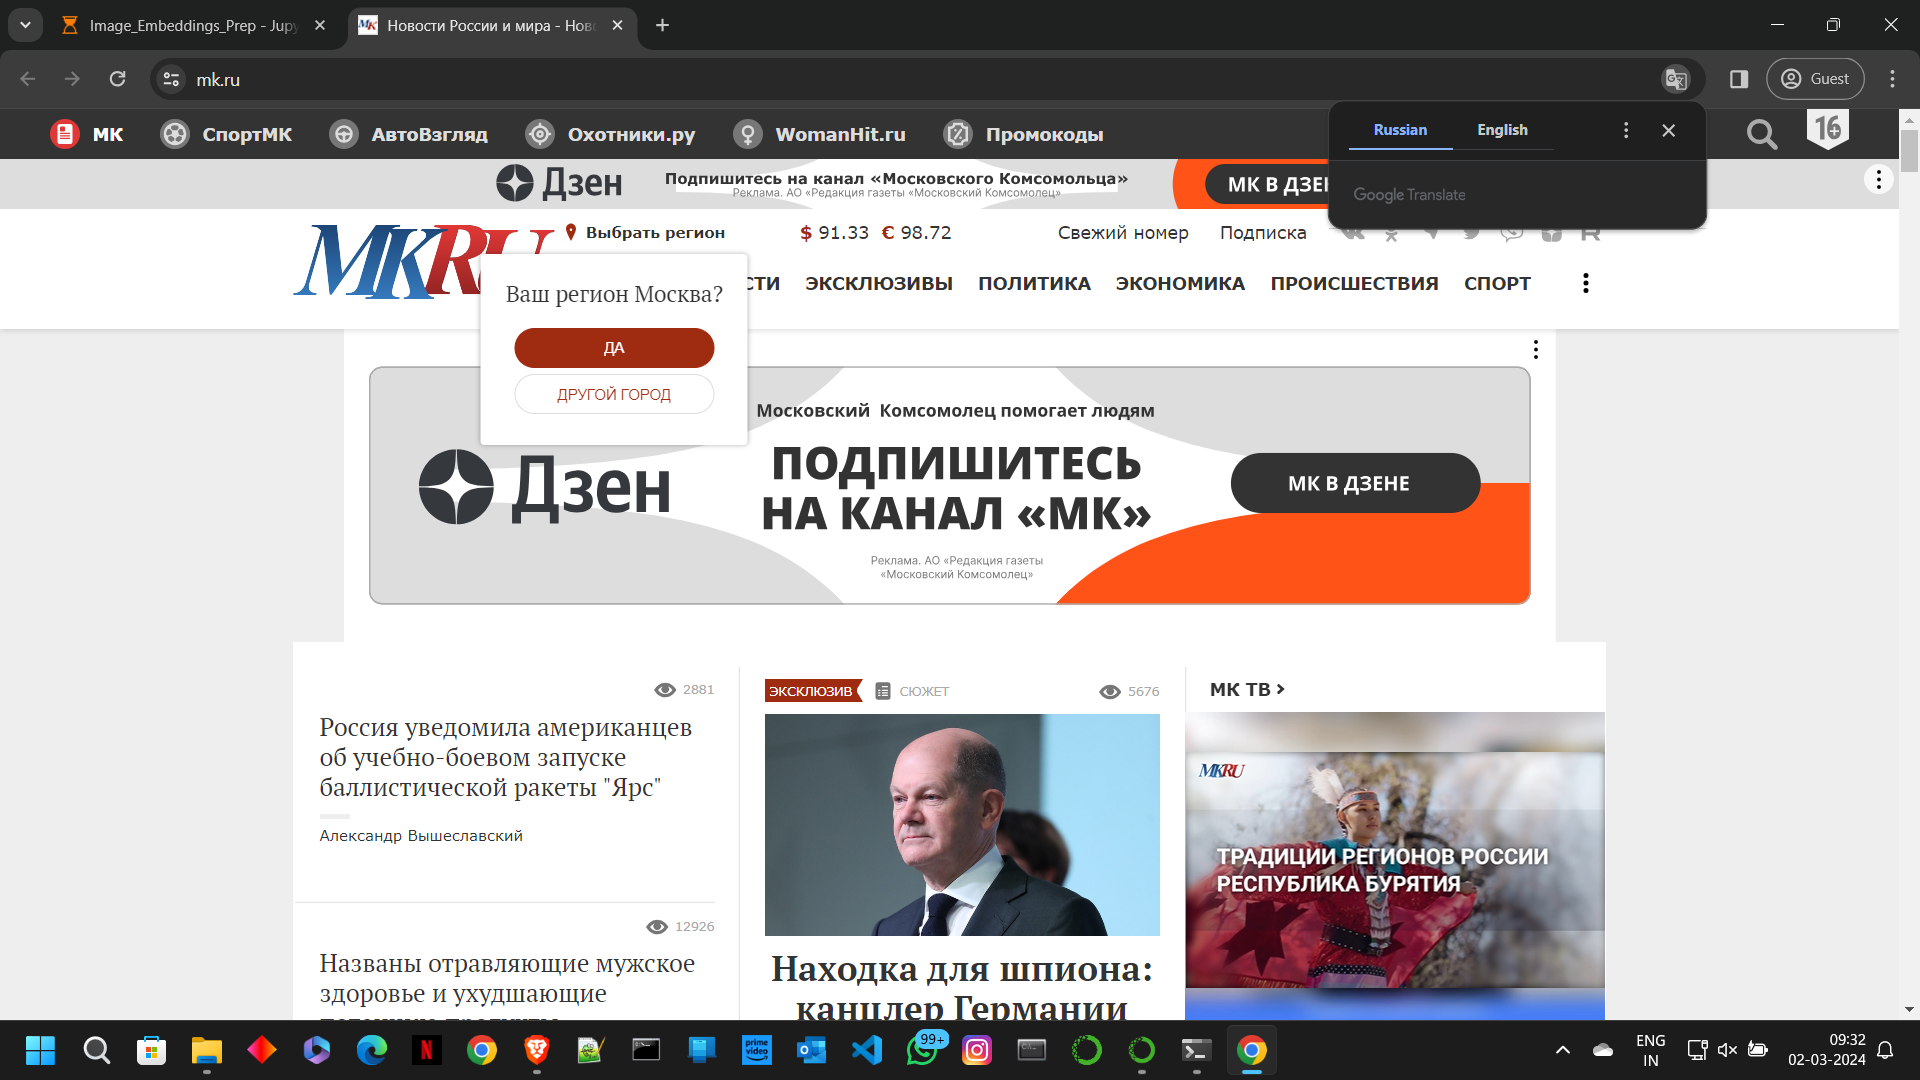 Image_Embeddings_Prep - Jup
Новости России и мира - Нов
mk.ru
Guest
МК
СпортМК
АвтоВзгляд
Охотники.ру
WomanHit.ru
Промокоды
Russian
English
Google Translate
16+
Дзен
Подпишитесь на канал «Московского Комсомольца»
Реклама. АО «Редакция газеты «Московский Комсомолец»
МК В ДЗЕ
MKRU
Выбрать регион
$ 91.33 € 98.72
Свежий номер
Подписка
Ваш регион Москва?
ДА
ДРУГОЙ ГОРОД
СТИ
ЭКСКЛЮЗИВЫ
ПОЛИТИКА
ЭКОНОМИКА
ПРОИСШЕСТВИЯ
СПОРТ
Московский Комсомолец помогает людям
Дзен
ПОДПИШИТЕСЬ
НА КАНАЛ «МК»
МК В ДЗЕНЕ
Реклама. АО «Редакция газеты
«Московский Комсомолец»
2881
Россия уведомила американцев
об учебно-боевом запуске
баллистической ракеты "Ярс"
Александр Вышеславский
12926
Названы отравляющие мужское
здоровье и ухудшающие
ЭКСКЛЮЗИВ
СЮЖЕТ
5676
Находка для шпиона:
канцлер Германии
МК ТВ
MKRU
ТРАДИЦИИ РЕГИОНОВ РОССИИ
РЕСПУБЛИКА БУРЯТИЯ
N
prime
video
99+
ENG
IN
09:32
02-03-2024